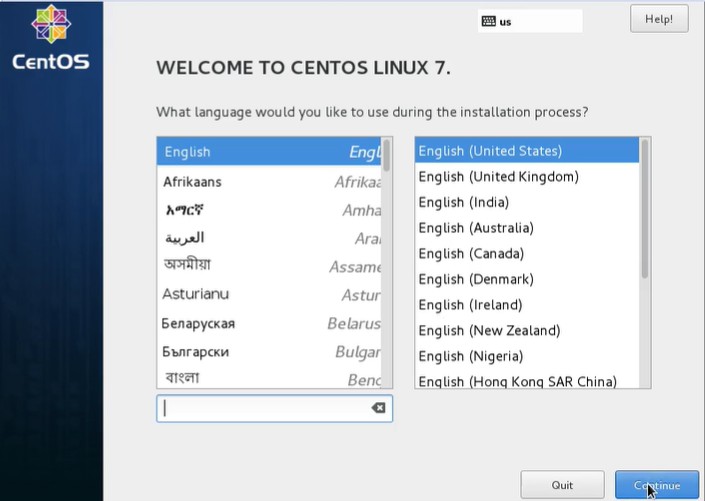 us
Help!
CentOS
WELCOME TO CENTOS LINUX 7.
What language would you like to use during the installation process?
English Engl
Afrikaans Afrikaa
አማርኛ Amha
العربية Ara
অসমীয়া Assame
Asturianu Astur
Беларуская Belarus
Български Bulgar
বাংলা Beng
English (United States)
English (United Kingdom)
English (India)
English (Australia)
English (Canada)
English (Denmark)
English (Ireland)
English (New Zealand)
English (Nigeria)
English (Hong Kong SAR China)
Quit
Continue